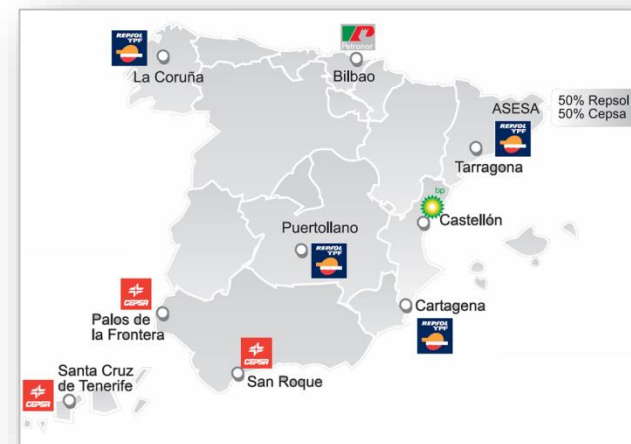 REPSOL
YPF
La Coruña
Petronor
Bilbao
ASESA
50% Repsol
50% Cepsa
REPSOL
YPF
Tarragona
bp
Castellón
Puertollano
REPSOL
YPF
CEPSA
Palos de
la Frontera
Cartagena
REPSOL
YPF
CEPSA
San Roque
Santa Cruz
de Tenerife
CEPSA